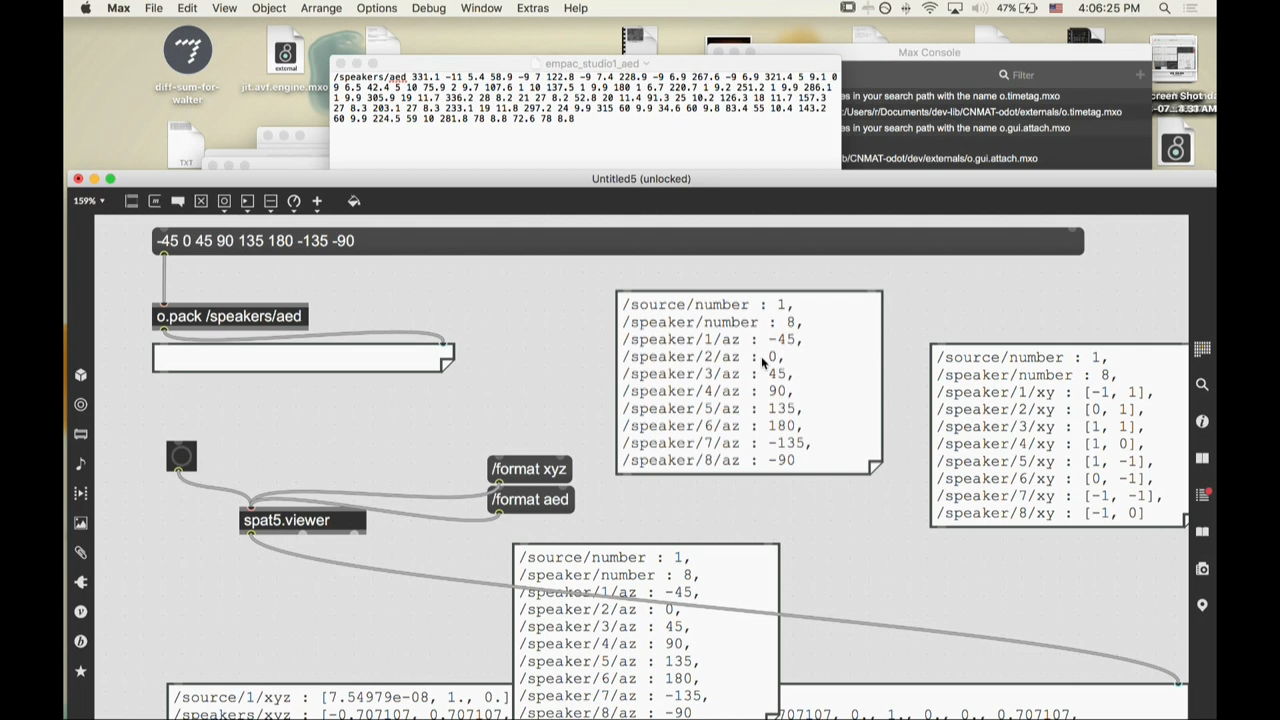 Max File Edit View Object Arrange Options Debug Window Extras Help 47% 4:06:25 PM
diff-sum-for-walter
external
jit.avf.engine.mxo
TXT
empac_studio1_aed
/speakers/aed 331.1 -11 5.4 58.9 -9 7 122.8 -9 7.4 228.9 -9 6.9 267.6 -9 6.9 321.4 5 9.1 0
9 6.5 42.4 5 10 75.9 2 9.7 107.6 1 10 137.5 1 9.9 180 1 6.7 220.7 1 9.2 251.2 1 9.9 286.1
1 9.9 305.9 19 11.7 336.2 28 8.2 21 27 8.2 52.8 20 11.4 91.3 25 10.2 126.3 18 11.7 157.3
27 8.3 203.1 27 8.3 233.1 19 11.8 297.2 24 9.9 315 60 9.9 34.6 60 9.8 83.4 55 10.4 143.2
60 9.9 224.5 59 10 281.8 78 8.8 72.6 78 8.8
Max Console
Filter
es in your search path with the name o.timetag.mxo
:/Users/r/Documents/dev-lib/CNMAT-odot/externals/o.timetag.mxo
es in your search path with the name o.gui.attach.mxo
b/CNMAT-odot/dev/externals/o.gui.attach.mxo
Untitled5 (unlocked)
159%
-45 0 45 90 135 180 -135 -90
o.pack /speakers/aed
/format xyz
/format aed
spat5.viewer
/source/number : 1,
/speaker/number : 8,
/speaker/1/az : -45,
/speaker/2/az : 0,
/speaker/3/az : 45,
/speaker/4/az : 90,
/speaker/5/az : 135,
/speaker/6/az : 180,
/speaker/7/az : -135,
/speaker/8/az : -90
/source/number : 1,
/speaker/number : 8,
/speaker/1/xy : [-1, 1],
/speaker/2/xy : [0, 1],
/speaker/3/xy : [1, 1],
/speaker/4/xy : [1, 0],
/speaker/5/xy : [1, -1],
/speaker/6/xy : [0, -1],
/speaker/7/xy : [-1, -1],
/speaker/8/xy : [-1, 0]
/source/number : 1,
/speaker/number : 8,
/speaker/1/az : -45,
/speaker/2/az : 0,
/speaker/3/az : 45,
/speaker/4/az : 90,
/speaker/5/az : 135,
/speaker/6/az : 180,
/speaker/7/az : -135,
/speaker/8/az : -90
/source/1/xyz : [7.54979e-08, 1., 0.]
/speakers/xyz : [-0.707107, 0.707107, 707107, 0., 1., 0., 0., 0.707107,